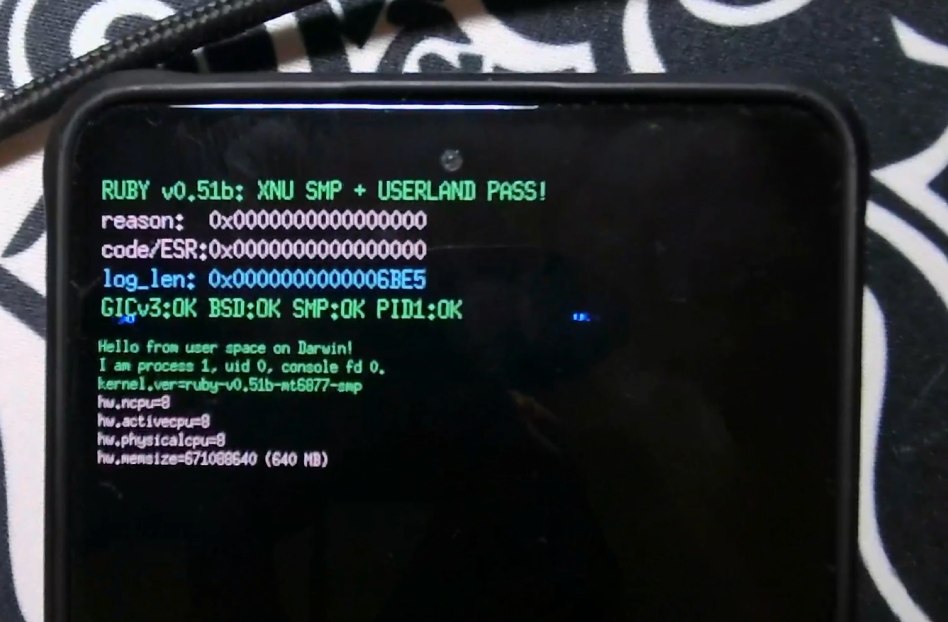 RUBY v0.51b: XNU SMP + USERLAND PASS!
reason:  0x0000000000000000
code/ESR:0x0000000000000000
log_len: 0x0000000000006BE5
GICv3:OK BSD:OK SMP:OK PID1:OK
Hello from user space on Darwin!
I am process 1, uid 0, console fd 0.
kernel.ver=ruby-v0.51b-mt6877-smp
hw.ncpu=8
hw.activecpu=8
hw.physicalcpu=8
hw.memsize=671088640 (640 MB)